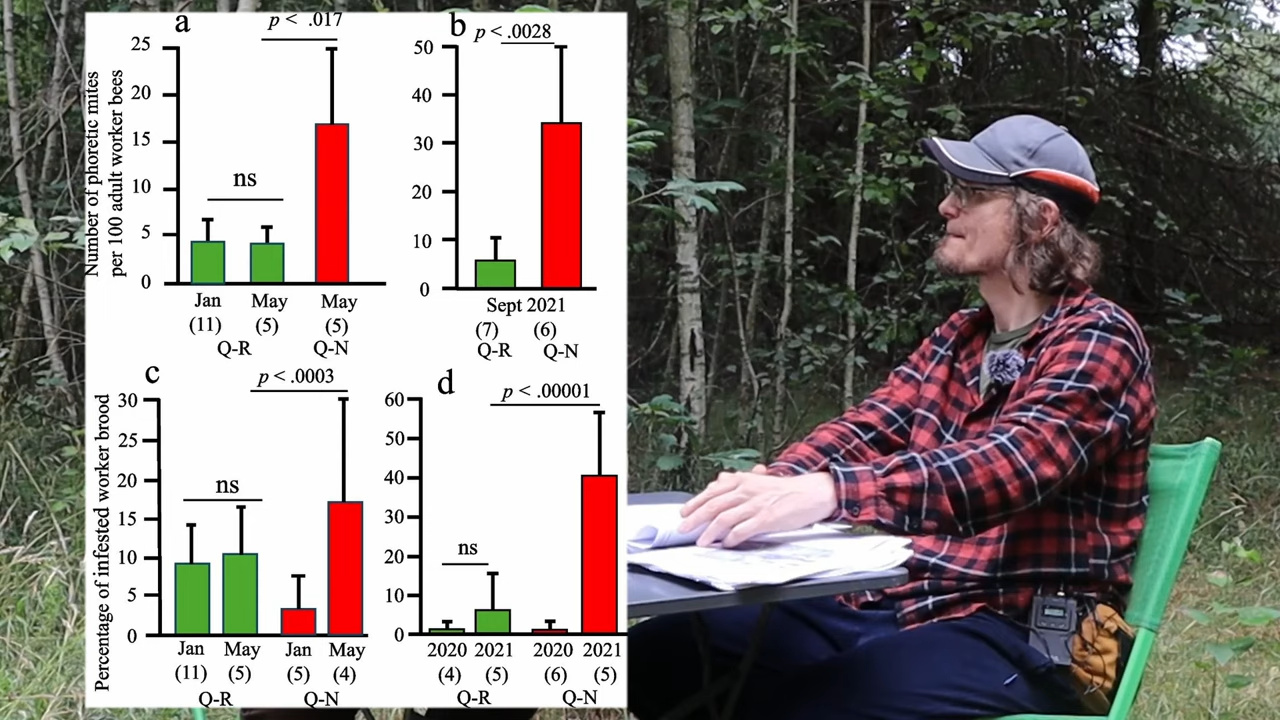 a
p < .017
Number of phoretic mites
per 100 adult worker bees
25
20
15
10
5
0
ns
Jan May May
(11) (5) (5)
Q-R Q-N
b
p < .0028
50
40
30
20
10
0
Sept 2021
(7) (6)
Q-R Q-N
c
p < .0003
Percentage of infested worker brood
30
25
20
15
10
5
0
ns
Jan May Jan May
(11) (5) (5) (4)
Q-R Q-N
d
p < .00001
60
50
40
30
20
10
0
ns
2020 2021 2020 2021
(4) (5) (6) (5)
Q-R Q-N